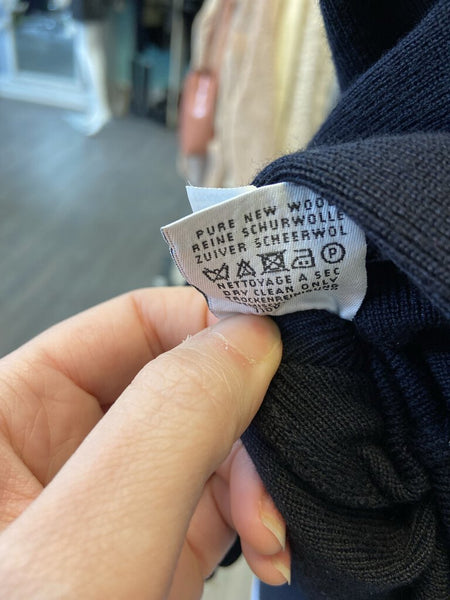 PURE NEW WOOL
REINE SCHURWOLLE
ZUIVER SCHEERWOL
P
NETTOYAGE A SEC
DRY CLEAN ONLY